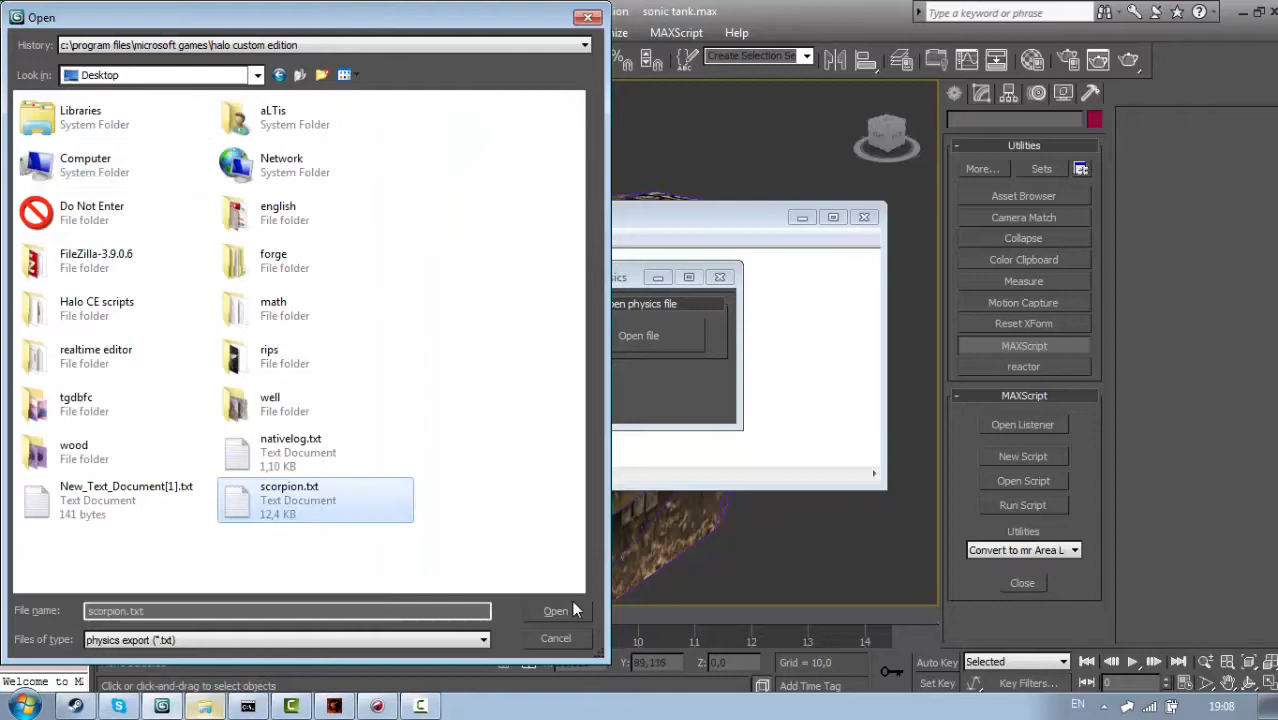 Open
History:
c:\program files\microsoft games\halo custom edition
Look in:
Desktop
Libraries
System Folder
aLTis
System Folder
Computer
System Folder
Network
System Folder
Do Not Enter
File folder
english
File folder
FileZilla-3.9.0.6
File folder
forge
File folder
Halo CE scripts
File folder
math
File folder
realtime editor
File folder
rips
File folder
tgdbfc
File folder
well
File folder
wood
File folder
nativelog.txt
Text Document
1,10 KB
New_Text_Document[1].txt
Text Document
141 bytes
scorpion.txt
Text Document
12,4 KB
File name:
scorpion.txt
Open
Files of type:
physics export (*.txt)
Cancel
sonic tank.max
Type a keyword or phrase
MAXScript
Help
Create Selection Se
Open file
Utilities
More...
Sets
Asset Browser
Camera Match
Collapse
Color Clipboard
Measure
Motion Capture
Reset XForm
MAXScript
reactor
MAXScript
Open Listener
New Script
Open Script
Run Script
Utilities
Convert to mr Area L
Close
10
11
12
13
14
Y:
Z: 0,0
Grid = 10,0
Auto Key
Selected
Welcome to M
Click or click-and-drag to select objects
Add Time Tag
Set Key
Key Filters...
0
EN
19:08